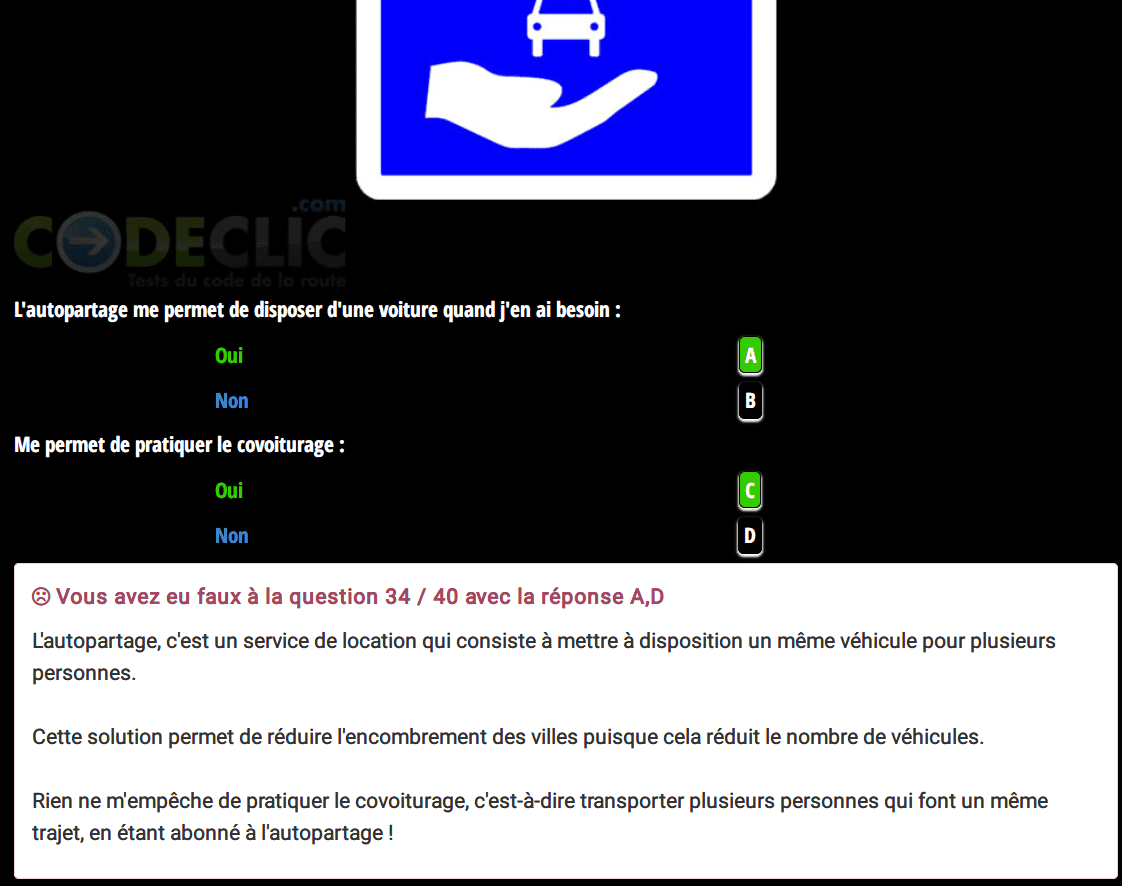 .com
CODECLIC
Tests du code de la route
L'autopartage me permet de disposer d'une voiture quand j'en ai besoin :
Oui A
Non B
Me permet de pratiquer le covoiturage :
Oui C
Non D
Vous avez eu faux à la question 34 / 40 avec la réponse A,D
L'autopartage, c'est un service de location qui consiste à mettre à disposition un même véhicule pour plusieurs
personnes.
Cette solution permet de réduire l'encombrement des villes puisque cela réduit le nombre de véhicules.
Rien ne m'empêche de pratiquer le covoiturage, c'est-à-dire transporter plusieurs personnes qui font un même
trajet, en étant abonné à l'autopartage !